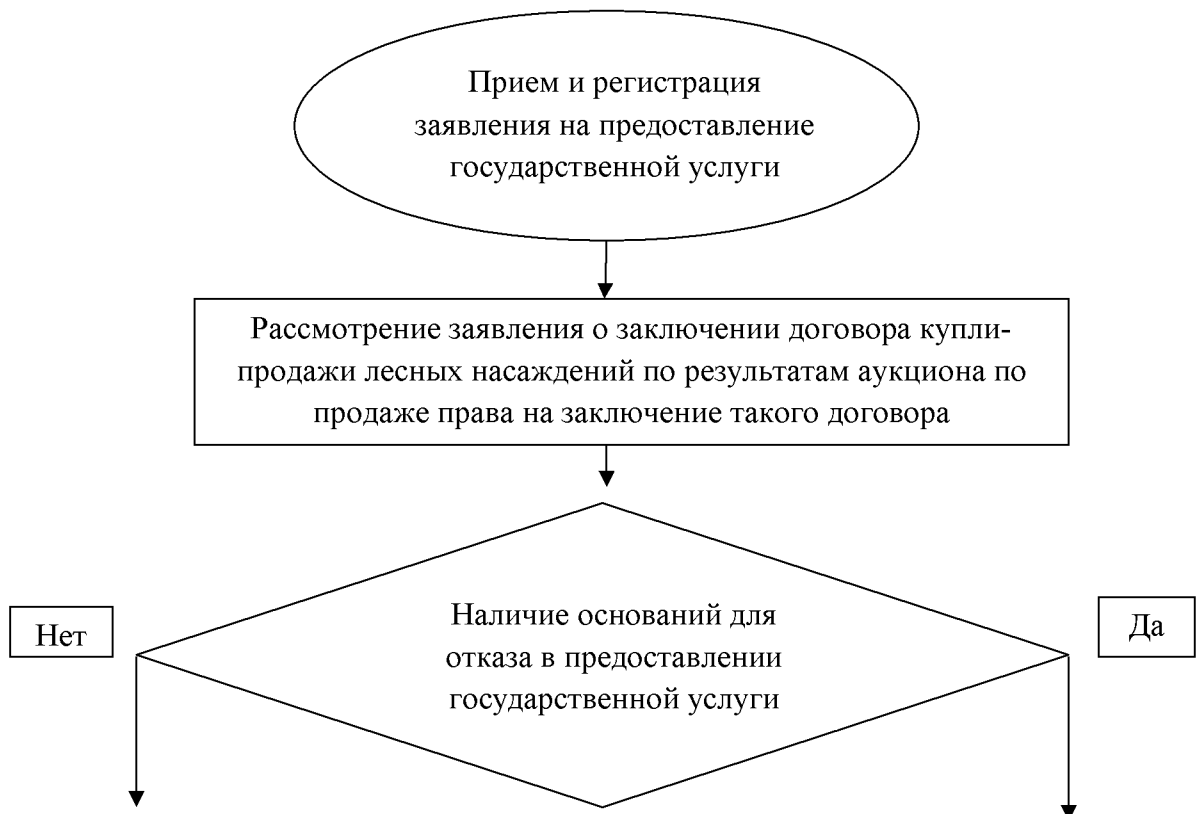 Прием и регистрация
заявления на предоставление
государственной услуги
Рассмотрение заявления о заключении договора купли-
продажи лесных насаждений по результатам аукциона по
продаже права на заключение такого договора
Нет
Наличие оснований для
отказа в предоставлении
государственной услуги
Да